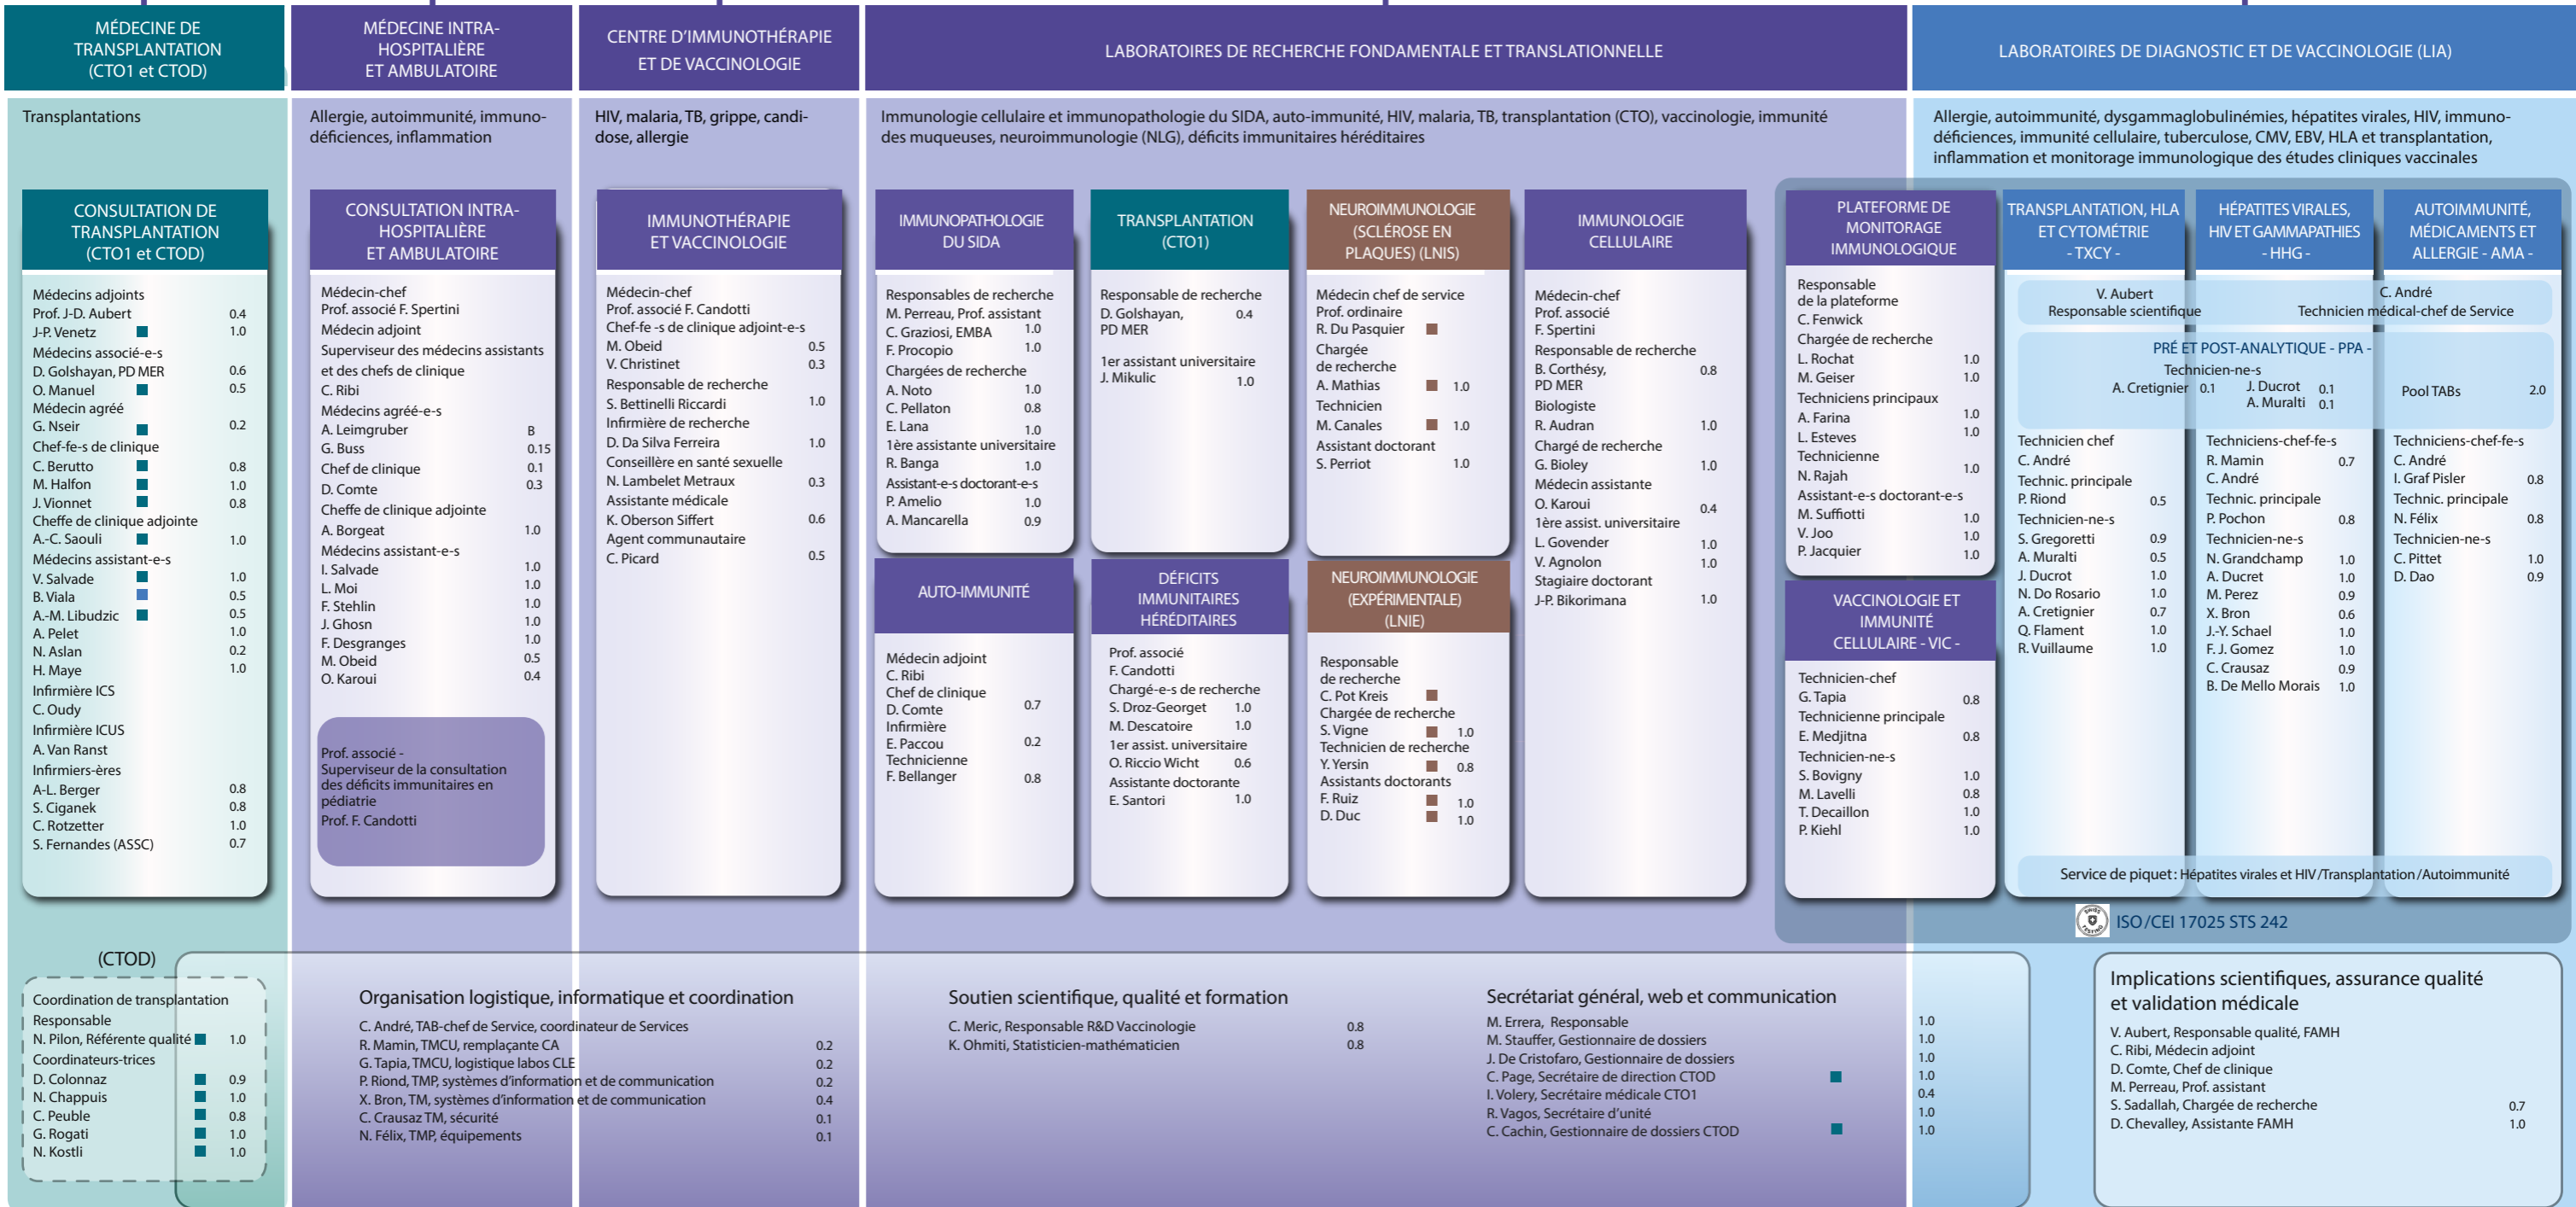 MÉDECINE DE
TRANSPLANTATION
(CTO1 et CTOD)
Transplantations
CONSULTATION DE
TRANSPLANTATION
(CTO1 et CTOD)
Médecins adjoints
Prof. J-D. Aubert 0.4
J-P. Venetz 1.0
Médecins associé-e-s
D. Golshayan, PD MER 0.6
O. Manuel 0.5
Médecin agréé
G. Nseir 0.2
Chef-fe-s de clinique
C. Berutto 0.8
M. Halfon 1.0
J. Vionnet 0.8
Cheffe de clinique adjointe
A.-C. Saouli 1.0
Médecins assistant-e-s
V. Salvade 1.0
B. Viala 0.5
A.-M. Libudzic 0.5
A. Pelet 1.0
N. Aslan 0.2
H. Maye 1.0
Infirmière ICS
C. Oudy
Infirmière ICUS
A. Van Ranst
Infirmiers-ères
A-L. Berger 0.8
S. Ciganek 0.8
C. Rotzetter 1.0
S. Fernandes (ASSC) 0.7
(CTOD)
Coordination de transplantation
Responsable
N. Pilon, Référente qualité 1.0
Coordinateurs-trices
D. Colonnaz 0.9
N. Chappuis 1.0
C. Peuble 0.8
G. Rogati 1.0
N. Kostli 1.0
MÉDECINE INTRA-
HOSPITALIÈRE
ET AMBULATOIRE
Allergie, autoimmunité, immuno-
déficiences, inflammation
CONSULTATION INTRA-
HOSPITALIÈRE
ET AMBULATOIRE
Médecin-chef
Prof. associé F. Spertini
Médecin adjoint
Superviseur des médecins assistants
et des chefs de clinique
C. Ribi
Médecins agréé-e-s
A. Leimgruber B
G. Buss 0.15
Chef de clinique 0.1
D. Comte 0.3
Cheffe de clinique adjointe
A. Borgeat 1.0
Médecins assistant-e-s
I. Salvade 1.0
L. Moi 1.0
F. Stehlin 1.0
J. Ghosn 1.0
F. Desgranges 1.0
M. Obeid 0.5
O. Karoui 0.4
Prof. associé -
Superviseur de la consultation
des déficits immunitaires en
pédiatrie
Prof. F. Candotti
CENTRE D'IMMUNOTHÉRAPIE
ET DE VACCINOLOGIE
HIV, malaria, TB, grippe, candi-
dose, allergie
IMMUNOTHÉRAPIE
ET VACCINOLOGIE
Médecin-chef
Prof. associé F. Candotti
Chef-fe -s de clinique adjoint-e-s
M. Obeid 0.5
V. Christinet 0.3
Responsable de recherche
S. Bettinelli Riccardi 1.0
Infirmière de recherche
D. Da Silva Ferreira 1.0
Conseillère en santé sexuelle
N. Lambelet Metraux 0.3
Assistante médicale
K. Oberson Siffert 0.6
Agent communautaire
C. Picard 0.5
LABORATOIRES DE RECHERCHE FONDAMENTALE ET TRANSLATIONNELLE
Immunologie cellulaire et immunopathologie du SIDA, auto-immunité, HIV, malaria, TB, transplantation (CTO), vaccinologie, immunité
des muqueuses, neuroimmunologie (NLG), déficits immunitaires héréditaires
IMMUNOPATHOLOGIE
DU SIDA
Responsables de recherche
M. Perreau, Prof. assistant
C. Graziosi, EMBA 1.0
F. Procopio 1.0
Chargées de recherche
A. Noto 1.0
C. Pellaton 0.8
E. Lana 1.0
1ère assistante universitaire
R. Banga 1.0
Assistant-e-s doctorant-e-s
P. Amelio 1.0
A. Mancarella 0.9
AUTO-IMMUNITÉ
Médecin adjoint
C. Ribi
Chef de clinique
D. Comte 0.7
Infirmière
E. Paccou 0.2
Technicienne
F. Bellanger 0.8
TRANSPLANTATION
(CTO1)
Responsable de recherche
D. Golshayan, 0.4
PD MER
1er assistant universitaire
J. Mikulic 1.0
DÉFICITS
IMMUNITAIRES
HÉRÉDITAIRES
Prof. associé
F. Candotti
Chargé-e-s de recherche
S. Droz-Georget 1.0
M. Descatoire 1.0
1er assist. universitaire
O. Riccio Wicht 0.6
Assistante doctorante
E. Santori 1.0
NEUROIMMUNOLOGIE
(SCLÉROSE EN
PLAQUES) (LNIS)
Médecin chef de service
Prof. ordinaire
R. Du Pasquier
Chargée
de recherche
A. Mathias 1.0
Technicien
M. Canales 1.0
Assistant doctorant
S. Perriot 1.0
NEUROIMMUNOLOGIE
(EXPÉRIMENTALE)
(LNIE)
Responsable
de recherche
C. Pot Kreis
Chargée de recherche
S. Vigne 1.0
Technicien de recherche
Y. Yersin 0.8
Assistants doctorants
F. Ruiz 1.0
D. Duc 1.0
IMMUNOLOGIE
CELLULAIRE
Médecin-chef
Prof. associé
F. Spertini
Responsable de recherche
B. Corthésy, 0.8
PD MER
Biologiste
R. Audran 1.0
Chargé de recherche
G. Bioley 1.0
Médecin assistante
O. Karoui 0.4
1ère assist. universitaire
L. Govender 1.0
V. Agnolon 1.0
Stagiaire doctorant
J-P. Bikorimana 1.0
PLATEFORME DE
MONITORAGE
IMMUNOLOGIQUE
Responsable
de la plateforme
C. Fenwick
Chargée de recherche
L. Rochat 1.0
M. Geiser 1.0
Techniciens principaux
A. Farina 1.0
L. Esteves 1.0
Technicienne
N. Rajah 1.0
Assistant-e-s doctorant-e-s
M. Suffiotti 1.0
V. Joo 1.0
P. Jacquier 1.0
VACCINOLOGIE ET
IMMUNITÉ
CELLULAIRE - VIC -
Technicien-chef
G. Tapia 0.8
Technicienne principale
E. Medjitna 0.8
Technicien-ne-s
S. Bovigny 1.0
M. Lavelli 0.8
T. Decaillon 1.0
P. Kiehl 1.0
LABORATOIRES DE DIAGNOSTIC ET DE VACCINOLOGIE (LIA)
Allergie, autoimmunité, dysgammaglobulinémies, hépatites virales, HIV, immuno-
déficiences, immunité cellulaire, tuberculose, CMV, EBV, HLA et transplantation,
inflammation et monitorage immunologique des études cliniques vaccinales
TRANSPLANTATION, HLA
ET CYTOMÉTRIE
- TXCY -
HÉPATITES VIRALES,
HIV ET GAMMAPATHIES
- HHG -
AUTOIMMUNITÉ,
MÉDICAMENTS ET
ALLERGIE - AMA -
V. Aubert
Responsable scientifique
C. André
Technicien médical-chef de Service
PRÉ ET POST-ANALYTIQUE - PPA -
Technicien-ne-s
A. Cretignier 0.1 J. Ducrot 0.1
A. Muralti 0.1
Pool TABs 2.0
Technicien chef
C. André
Technic. principale
P. Riond 0.5
Technicien-ne-s
S. Gregoretti 0.9
A. Muralti 0.5
J. Ducrot 1.0
N. Do Rosario 1.0
A. Cretignier 0.7
Q. Flament 1.0
R. Vuillaume 1.0
Techniciens-chef-fe-s
R. Mamin 0.7
C. André
Technic. principale
P. Pochon 0.8
Technicien-ne-s
N. Grandchamp 1.0
A. Ducret 1.0
M. Perez 0.9
X. Bron 0.6
J.-Y. Schael 1.0
F. J. Gomez 1.0
C. Crausaz 0.9
B. De Mello Morais 1.0
Techniciens-chef-fe-s
C. André
I. Graf Pisler 0.8
Technic. principale
N. Félix 0.8
Technicien-ne-s
C. Pittet 1.0
D. Dao 0.9
Service de piquet : Hépatites virales et HIV/Transplantation/Autoimmunité
SWISS TESTING
ISO/CEI 17025 STS 242
Organisation logistique, informatique et coordination
C. André, TAB-chef de Service, coordinateur de Services
R. Mamin, TMCU, remplaçante CA 0.2
G. Tapia, TMCU, logistique labos CLE 0.2
P. Riond, TMP, systèmes d'information et de communication 0.2
X. Bron, TM, systèmes d'information et de communication 0.4
C. Crausaz TM, sécurité 0.1
N. Félix, TMP, équipements 0.1
Soutien scientifique, qualité et formation
C. Meric, Responsable R&D Vaccinologie 0.8
K. Ohmiti, Statisticien-mathématicien 0.8
Secrétariat général, web et communication
M. Errera, Responsable 1.0
M. Stauffer, Gestionnaire de dossiers 1.0
J. De Cristofaro, Gestionnaire de dossiers 1.0
C. Page, Secrétaire de direction CTOD 1.0
I. Volery, Secrétaire médicale CTO1 0.4
R. Vagos, Secrétaire d'unité 1.0
C. Cachin, Gestionnaire de dossiers CTOD 1.0
Implications scientifiques, assurance qualité
et validation médicale
V. Aubert, Responsable qualité, FAMH
C. Ribi, Médecin adjoint
D. Comte, Chef de clinique
M. Perreau, Prof. assistant
S. Sadallah, Chargée de recherche 0.7
D. Chevalley, Assistante FAMH 1.0